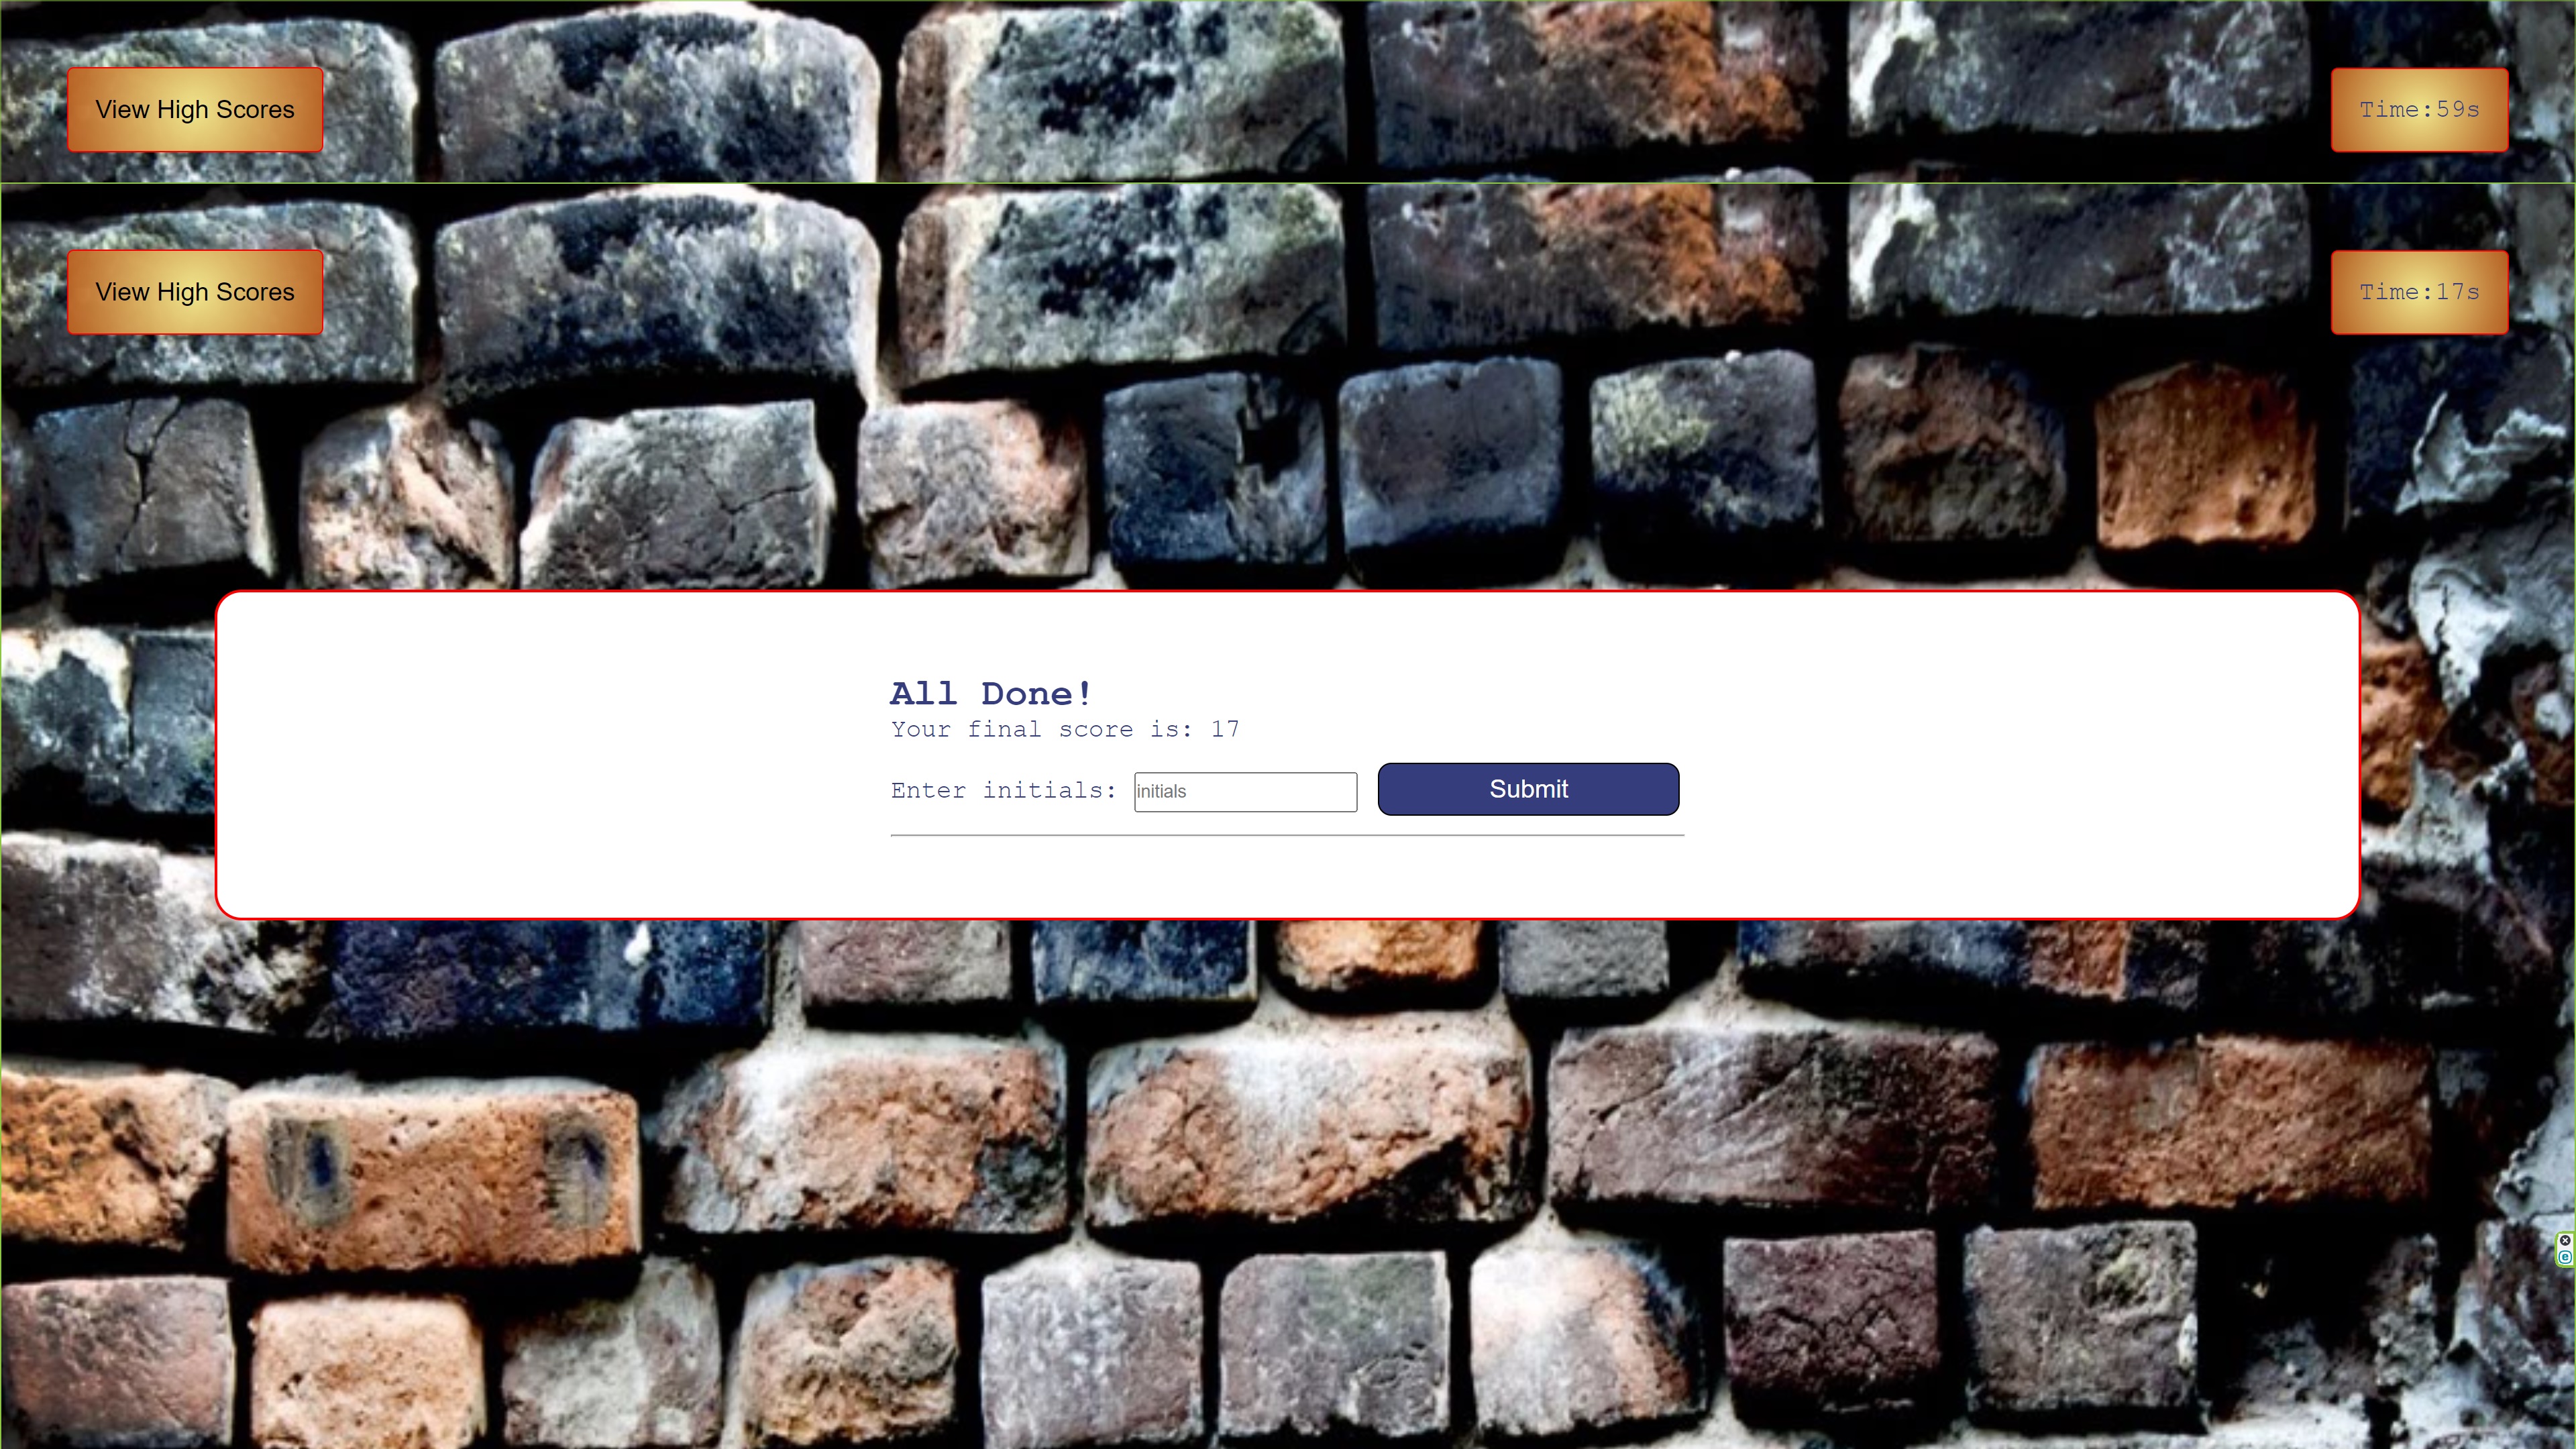 View High Scores
Time:59s
View High Scores
Time:17s
All Done!
Your final score is: 17
Enter initials: initials Submit